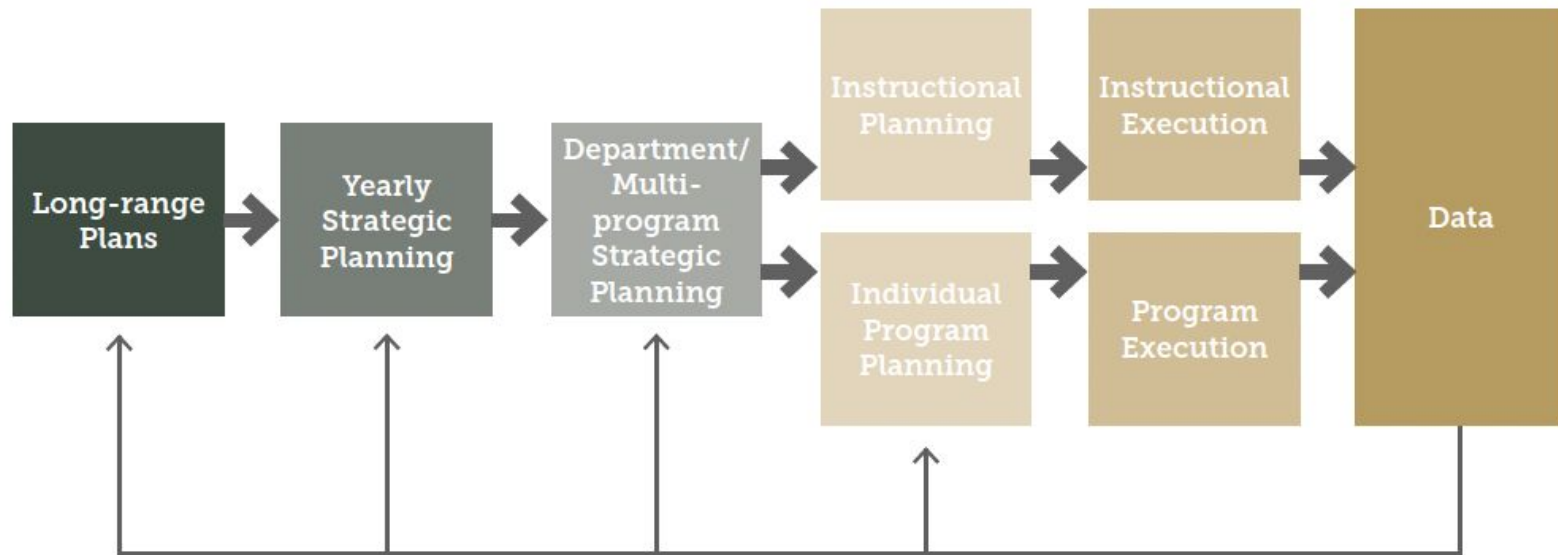 Long-range
Plans
Yearly
Strategic
Planning
Department/
Multi-
program
Strategic
Planning
Instructional
Planning
Individual
Program
Planning
Instructional
Execution
Program
Execution
Data